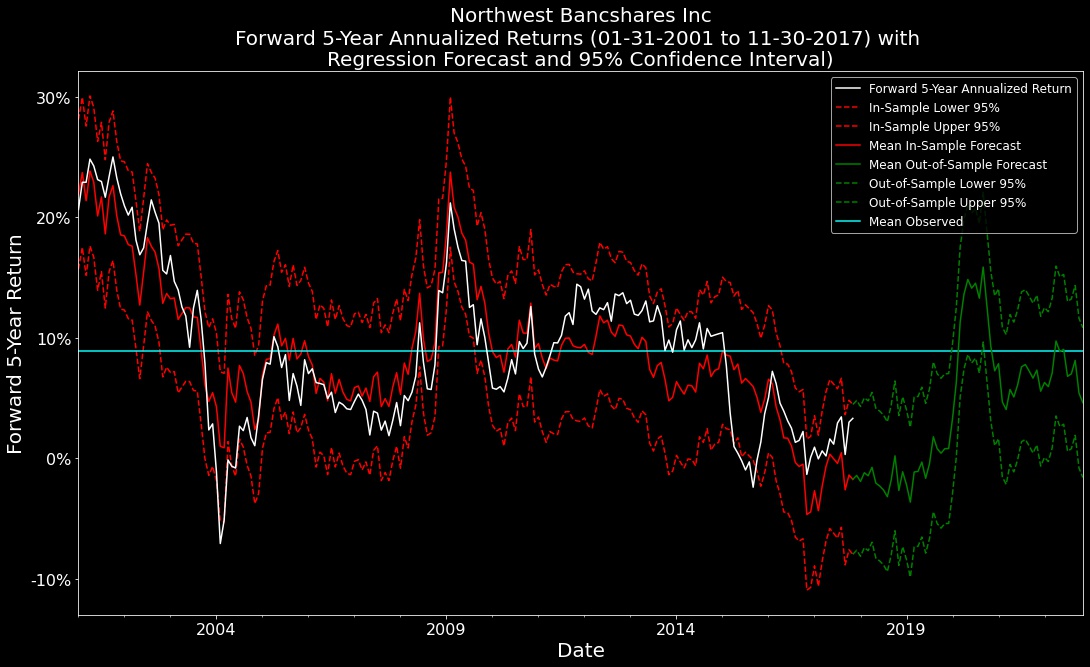 Northwest Bancshares Inc
Forward 5-Year Annualized Returns (01-31-2001 to 11-30-2017) with
Regression Forecast and 95% Confidence Interval)
Forward 5-Year Annualized Return
In-Sample Lower 95%
In-Sample Upper 95%
Mean In-Sample Forecast
Mean Out-of-Sample Forecast
Out-of-Sample Lower 95%
Out-of-Sample Upper 95%
Mean Observed
Forward 5-Year Return
30%
20%
10%
0%
-10%
2004
2009
2014
2019
Date